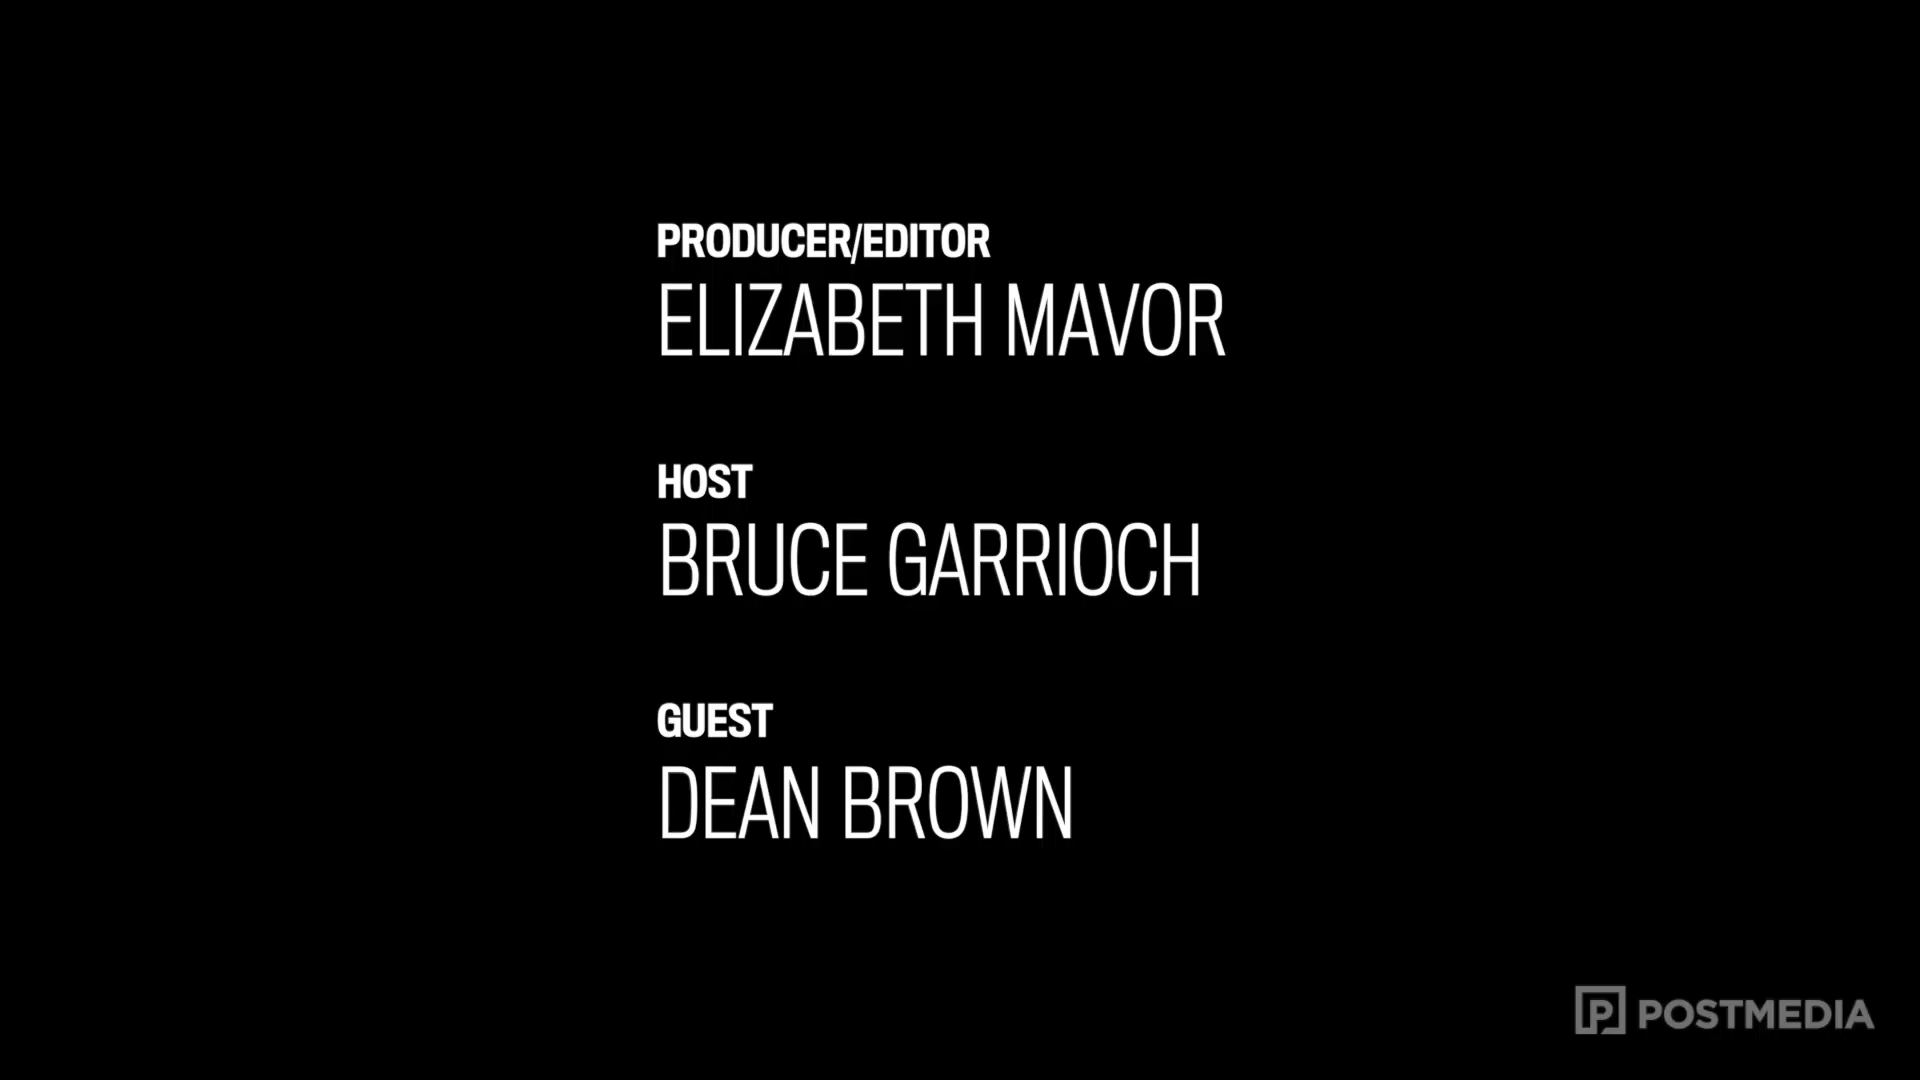 PRODUCER/EDITOR
ELIZABETH MAVOR
HOST
BRUCE GARRIOCH
GUEST
DEAN BROWN
POSTMEDIA